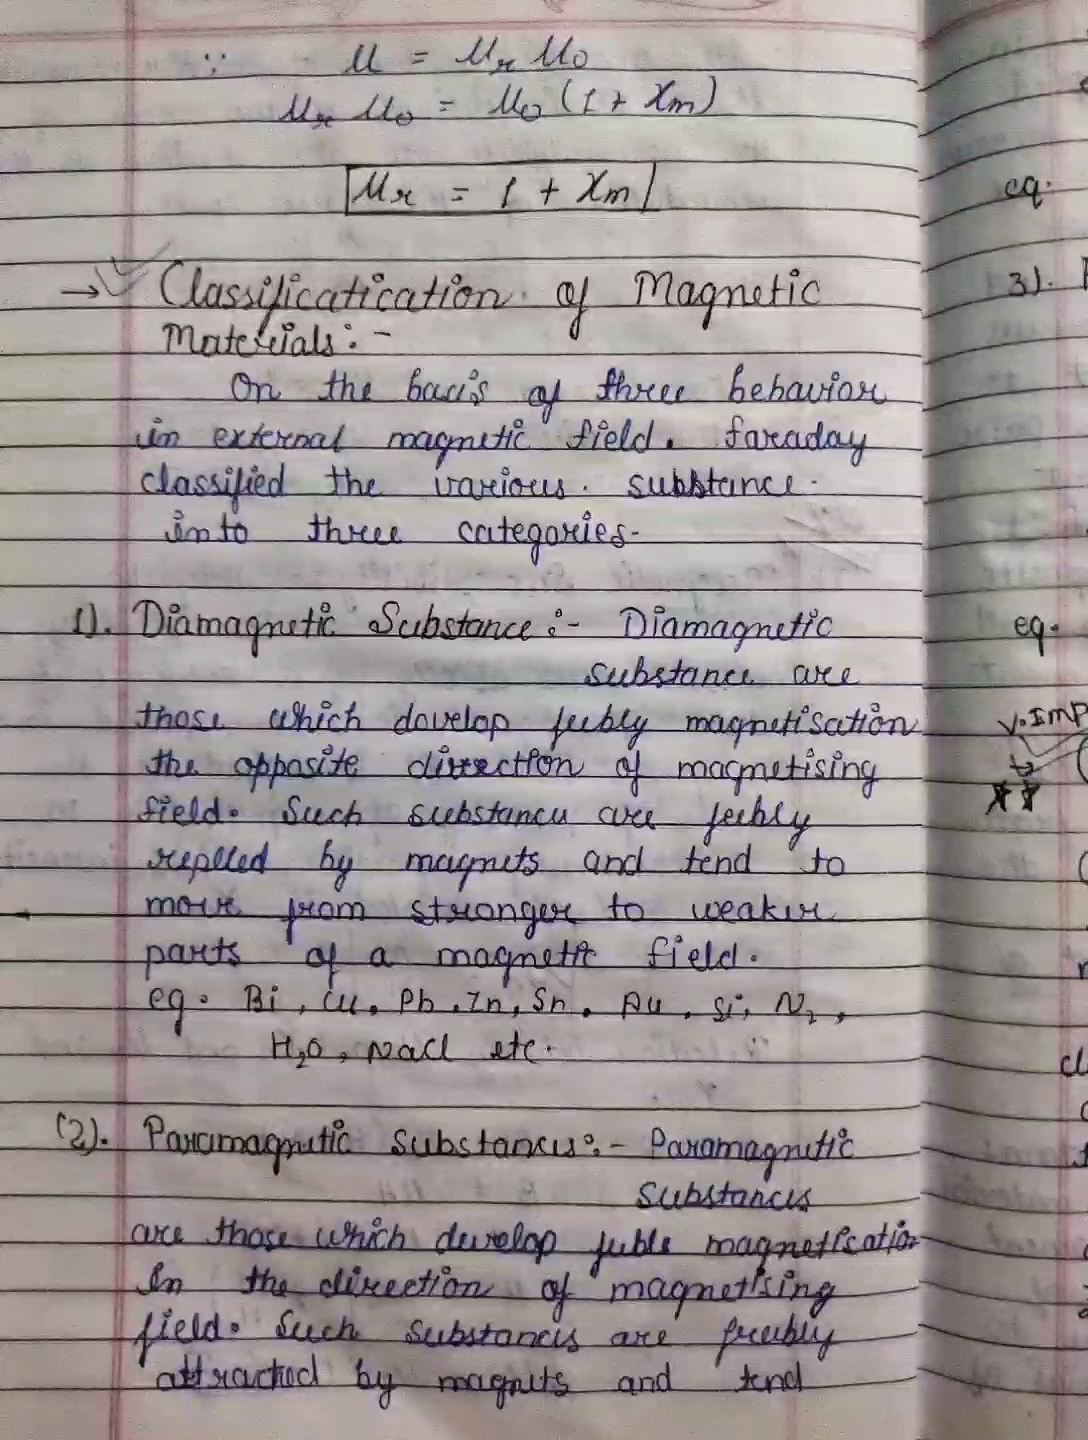 ∵ μ = μr μ0
μr μ0 = μ0 (1 + χm)
μr = 1 + χm
→ Classificatication of Magnetic
Materials:-
On the basis of three behavior
in external magnetic field. faraday
classified the various. substance.
into three categories.
1). Diamagnetic Substance:- Diamagnetic
substance are
those which davelop feebly magnetisation
the opposite direction of magnetising
field. Such substance are feebly
replled by magnets and tend to
move from stronger to weaker
parts of a magnetic field.
eg. Bi, Cu, Pb, Zn, Sn, Au, Si, N2,
H2O, NaCl etc.
(2). Paramagnetic substances:- Paramagnetic
substances
are those which develop feeble magnetisation
in the direction of magnetising
field. Such substances are feebly
attracted by magnets and tend
eq.
3).
eg.
V.IMP